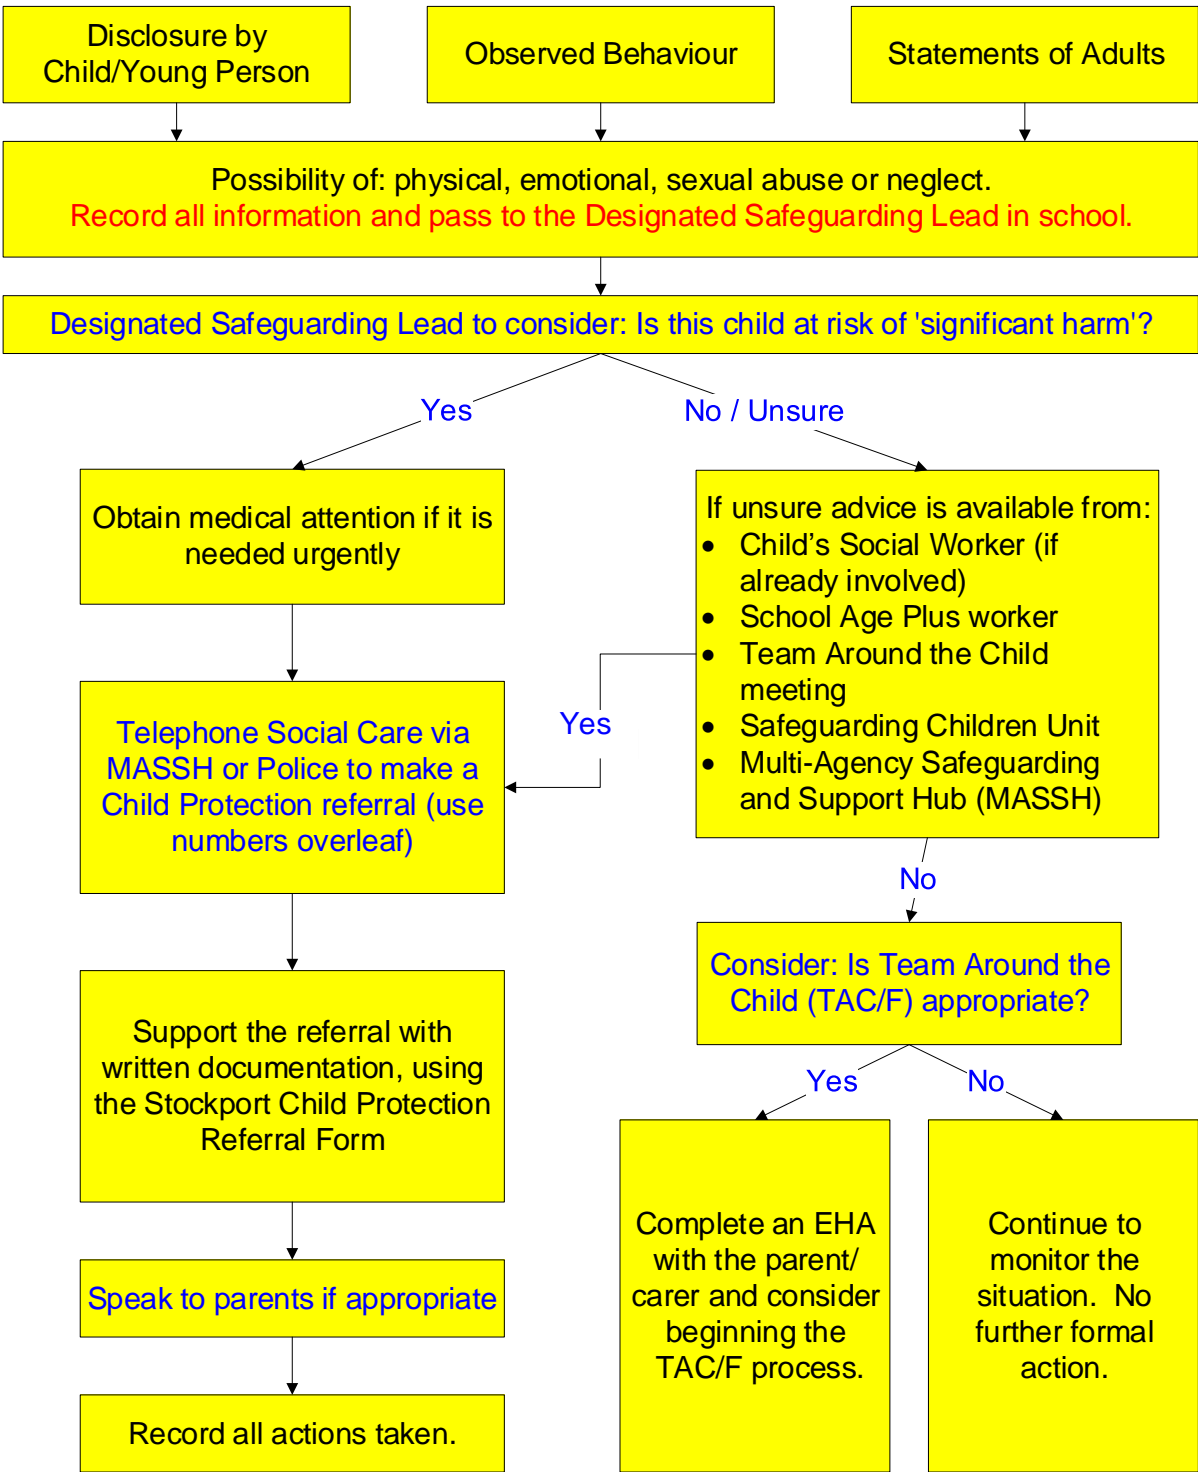 Disclosure by
Child/Young Person
Observed Behaviour
Statements of Adults
Possibility of: physical, emotional, sexual abuse or neglect.
Record all information and pass to the Designated Safeguarding Lead in school.
Designated Safeguarding Lead to consider: Is this child at risk of 'significant harm'?
Yes
No / Unsure
Obtain medical attention if it is
needed urgently
If unsure advice is available from:
• Child’s Social Worker (if
already involved)
• School Age Plus worker
• Team Around the Child
meeting
• Safeguarding Children Unit
• Multi-Agency Safeguarding
and Support Hub (MASSH)
Yes
Telephone Social Care via
MASSH or Police to make a
Child Protection referral (use
numbers overleaf)
No
Consider: Is Team Around the
Child (TAC/F) appropriate?
Support the referral with
written documentation, using
the Stockport Child Protection
Referral Form
Yes
No
Complete an EHA
with the parent/
carer and consider
beginning the
TAC/F process.
Continue to
monitor the
situation.  No
further formal
action.
Speak to parents if appropriate
Record all actions taken.